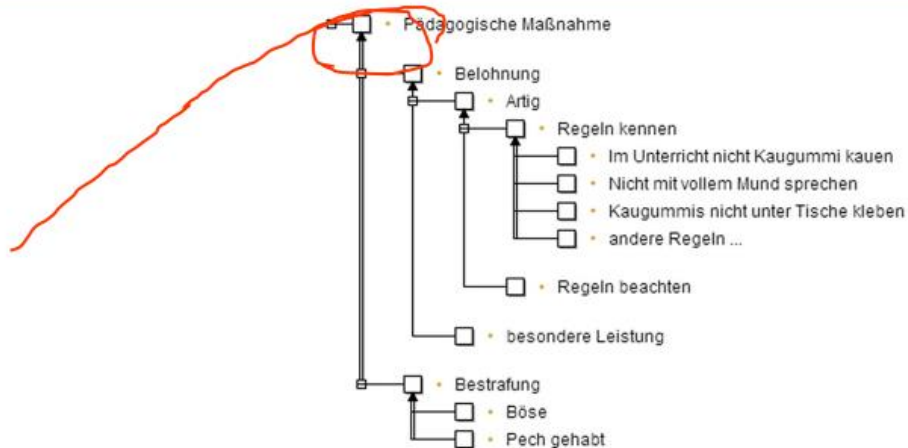 Pädagogische Maßnahme
Belohnung
Artig
Regeln kennen
Im Unterricht nicht Kaugummi kauen
Nicht mit vollem Mund sprechen
Kaugummis nicht unter Tische kleben
andere Regeln ...
Regeln beachten
besondere Leistung
Bestrafung
Böse
Pech gehabt